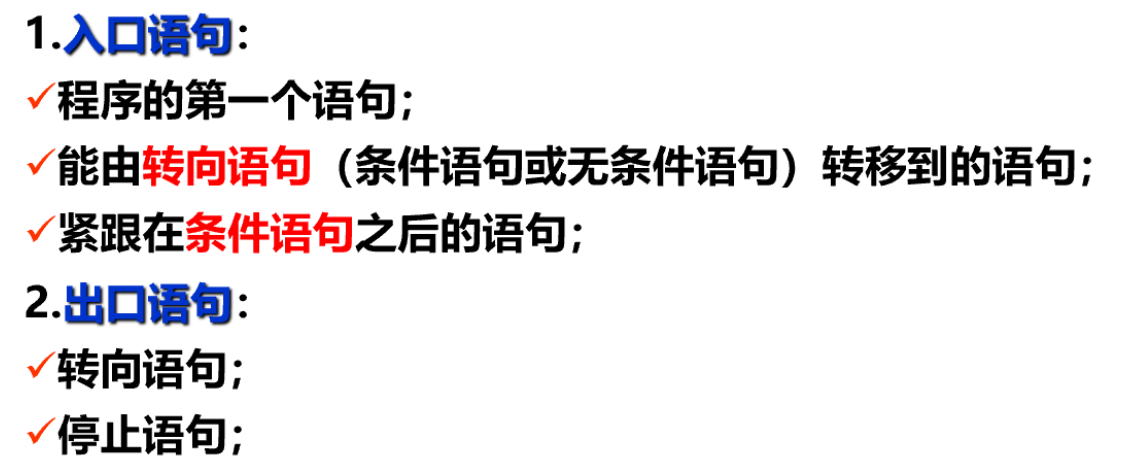 1.入口语句：
✓程序的第一个语句；
✓能由转向语句（条件语句或无条件语句）转移到的语句；
✓紧跟在条件语句之后的语句；
2.出口语句：
✓转向语句；
✓停止语句；